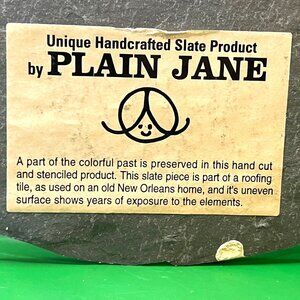 Unique Handcrafted Slate Product
by PLAIN JANE
A part of the colorful past is preserved in this hand cut
and stenciled product. This slate piece is part of a roofing
tile, as used on an old New Orleans home, and it's uneven
surface shows years of exposure to the elements.